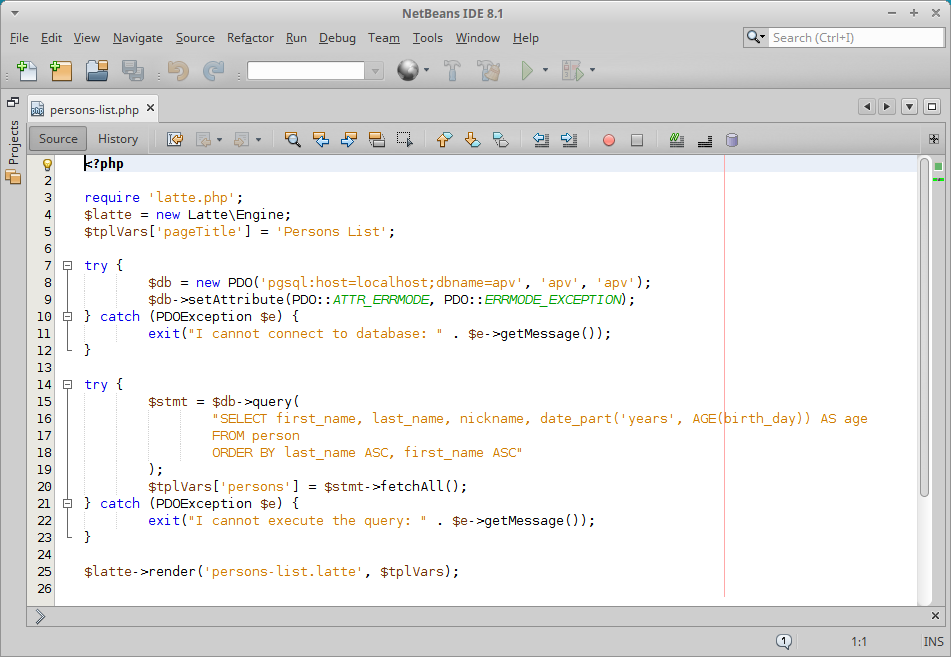 NetBeans IDE 8.1
File Edit View Navigate Source Refactor Run Debug Team Tools Window Help
Search (Ctrl+I)
Projects
persons-list.php
Source History
1 <?php
2
3 require 'latte.php';
4 $latte = new Latte\Engine;
5 $tplVars['pageTitle'] = 'Persons List';
6
7 try {
8 $db = new PDO('pgsql:host=localhost;dbname=apv', 'apv', 'apv');
9 $db->setAttribute(PDO::ATTR_ERRMODE, PDO::ERRMODE_EXCEPTION);
10 } catch (PDOException $e) {
11 exit("I cannot connect to database: " . $e->getMessage());
12 }
13
14 try {
15 $stmt = $db->query(
16 "SELECT first_name, last_name, nickname, date_part('years', AGE(birth_day)) AS age
17 FROM person
18 ORDER BY last_name ASC, first_name ASC"
19 );
20 $tplVars['persons'] = $stmt->fetchAll();
21 } catch (PDOException $e) {
22 exit("I cannot execute the query: " . $e->getMessage());
23 }
24
25 $latte->render('persons-list.latte', $tplVars);
26
1 1:1 INS